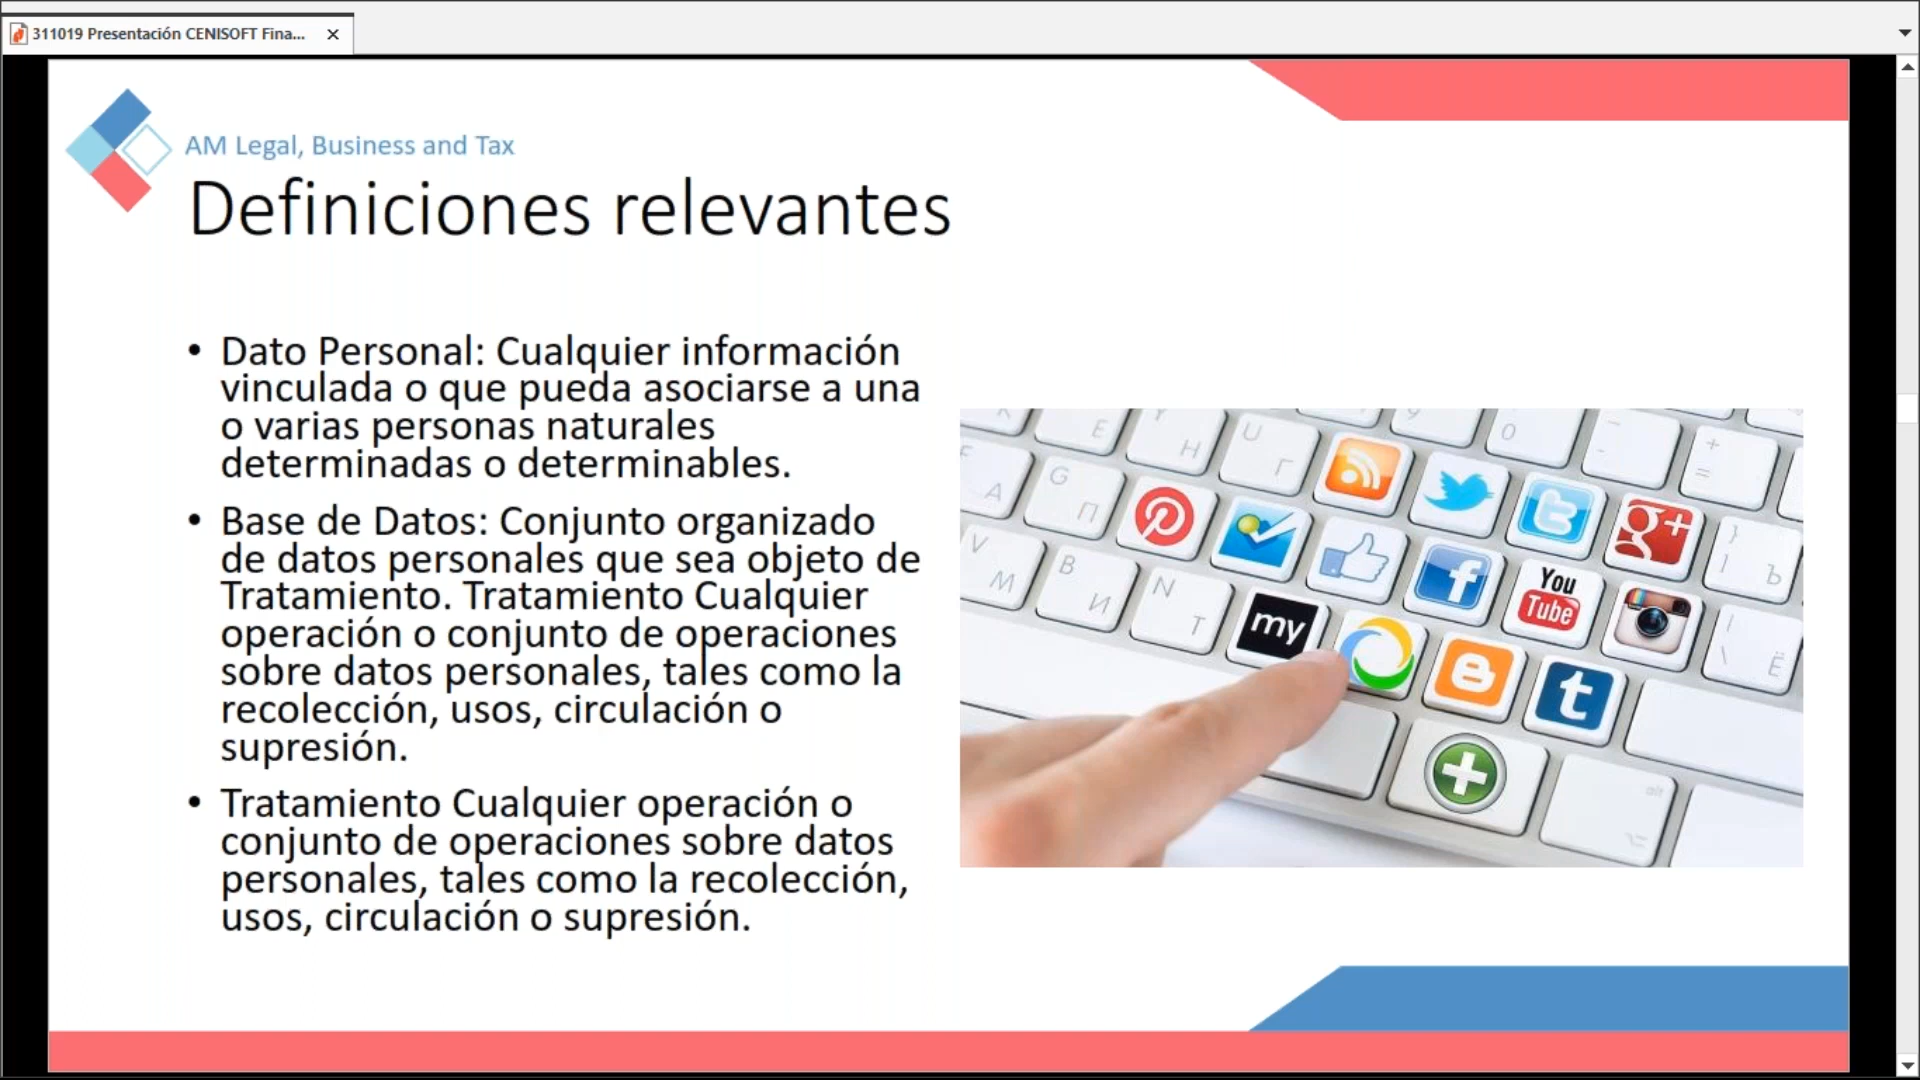 311019 Presentación CENISOFT Fina...
AM Legal, Business and Tax
Definiciones relevantes
• Dato Personal: Cualquier información
vinculada o que pueda asociarse a una
o varias personas naturales
determinadas o determinables.
• Base de Datos: Conjunto organizado
de datos personales que sea objeto de
Tratamiento. Tratamiento Cualquier
operación o conjunto de operaciones
sobre datos personales, tales como la
recolección, usos, circulación o
supresión.
• Tratamiento Cualquier operación o
conjunto de operaciones sobre datos
personales, tales como la recolección,
usos, circulación o supresión.
E
Y Н
U Г
9
0
- -
+ =
F А
G П
g+
} ] Ъ
V М
В И
N Т
my
f
You
Tube
\ Ё
t
alt